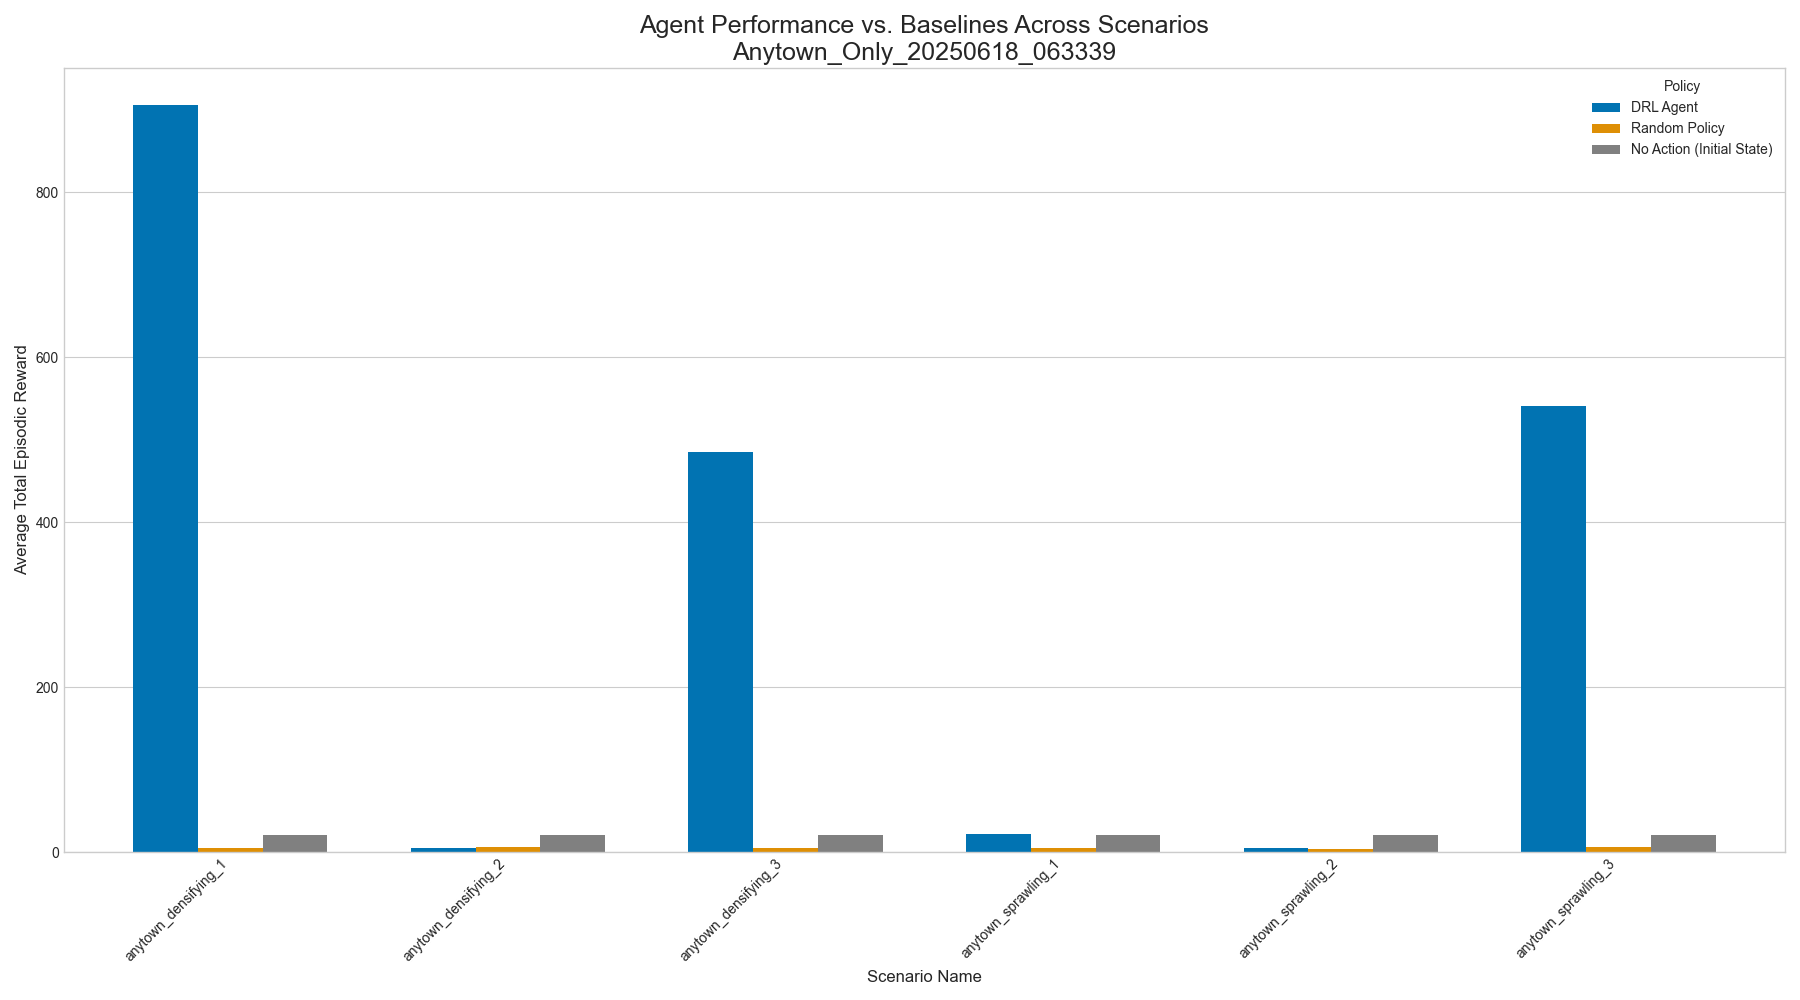 Agent Performance vs. Baselines Across Scenarios
Anytown_Only_20250618_063339
Policy
DRL Agent
Random Policy
No Action (Initial State)
Average Total Episodic Reward
800
600
400
200
0
anytown_densifying_1
anytown_densifying_2
anytown_densifying_3
anytown_sprawling_1
anytown_sprawling_2
anytown_sprawling_3
Scenario Name